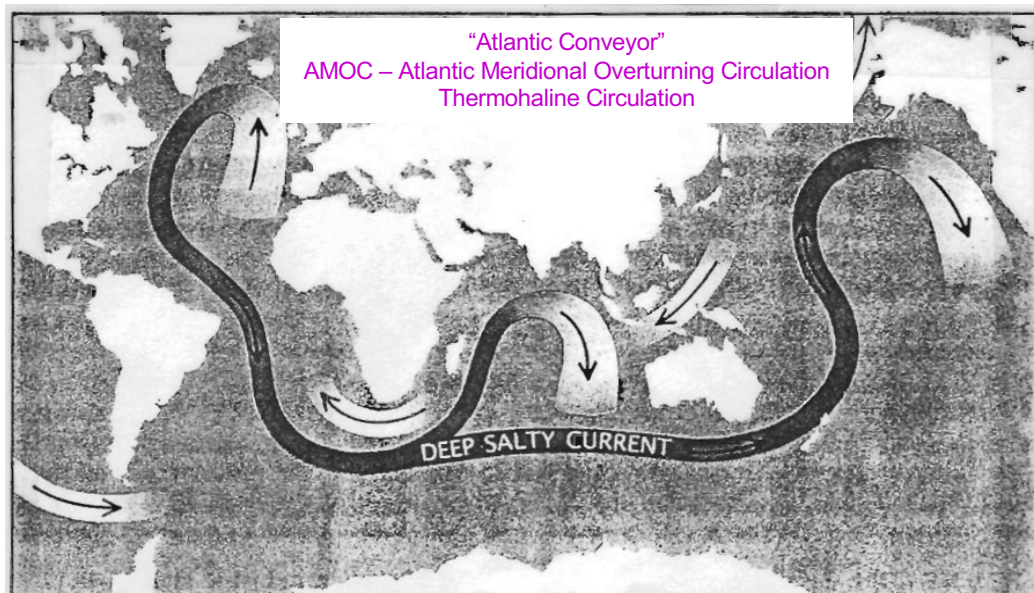 “Atlantic Conveyor”
AMOC – Atlantic Meridional Overturning Circulation
Thermohaline Circulation
DEEP SALTY CURRENT